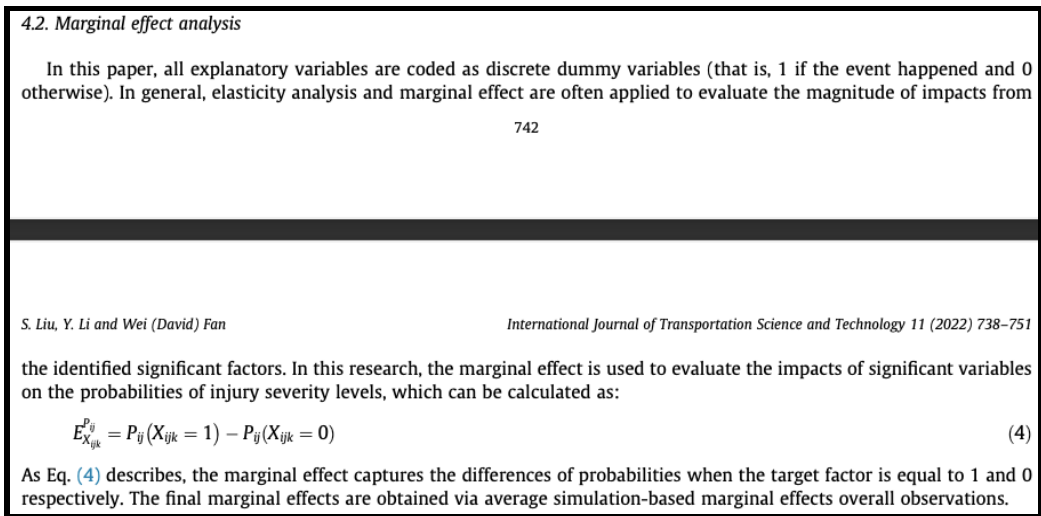 4.2. Marginal effect analysis
In this paper, all explanatory variables are coded as discrete dummy variables (that is, 1 if the event happened and 0
otherwise). In general, elasticity analysis and marginal effect are often applied to evaluate the magnitude of impacts from
742
S. Liu, Y. Li and Wei (David) Fan International Journal of Transportation Science and Technology 11 (2022) 738–751
the identified significant factors. In this research, the marginal effect is used to evaluate the impacts of significant variables
on the probabilities of injury severity levels, which can be calculated as:
E^{P_{ij}}_{X_{ijk}} = P_{ij}(X_{ijk} = 1) − P_{ij}(X_{ijk} = 0) (4)
As Eq. (4) describes, the marginal effect captures the differences of probabilities when the target factor is equal to 1 and 0
respectively. The final marginal effects are obtained via average simulation-based marginal effects overall observations.